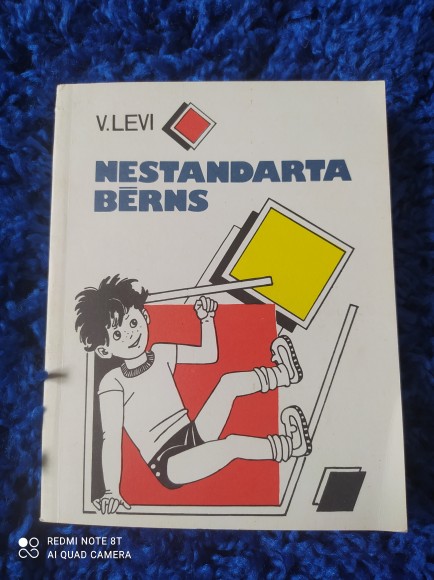 V.LEVI
NESTANDARTA
BĒRNS
REDMI NOTE 8T
AI QUAD CAMERA